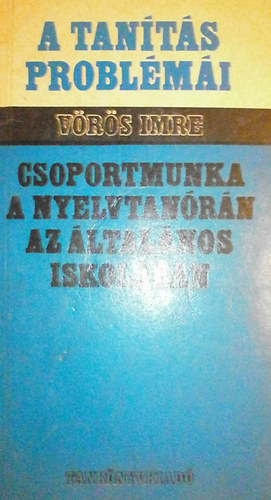 A TANÍTÁS
PROBLÉMÁI
VÖRÖS IMRE
CSOPORTMUNKA
A NYELVTANÓRÁN
AZ ÁLTALÁNOS
ISKOLÁBAN
TANKÖNYVKIADÓ